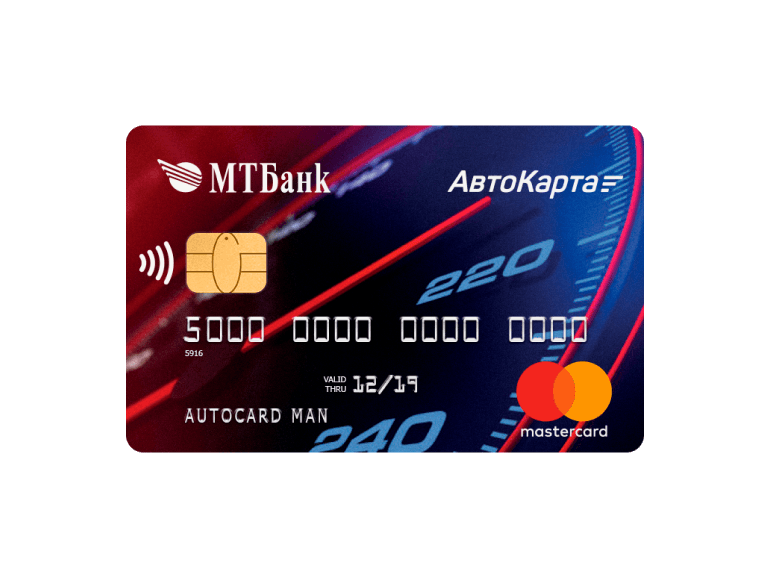 МТБанк
АвтоКарта
220
5000 0000 0000 0000
5916
VALID THRU 12/19
AUTOCARD MAN
240
mastercard